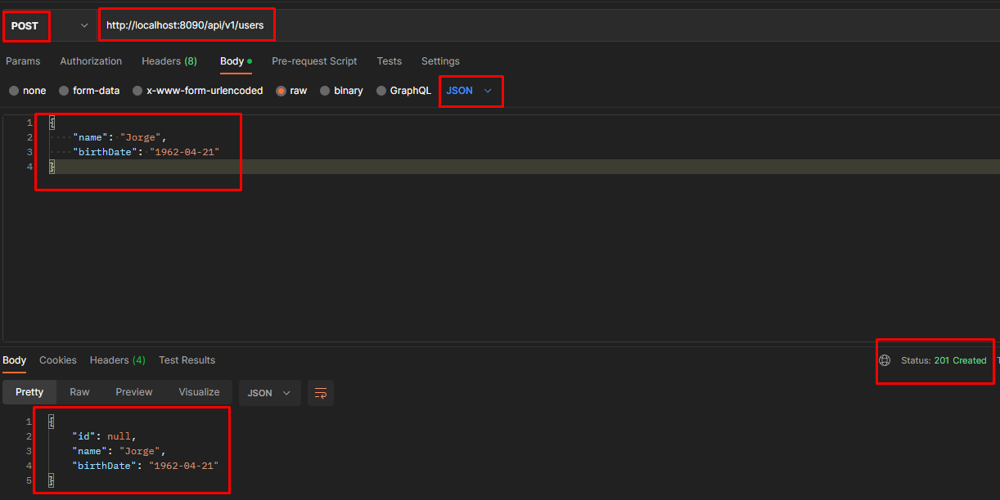 POST http://localhost:8090/api/v1/users
Params Authorization Headers (8) Body Pre-request Script Tests Settings
none form-data x-www-form-urlencoded raw binary GraphQL JSON
1 {
2 "name": "Jorge",
3 "birthDate": "1962-04-21"
4 }
Body Cookies Headers (4) Test Results Status: 201 Created
Pretty Raw Preview Visualize JSON
1 {
2 "id": null,
3 "name": "Jorge",
4 "birthDate": "1962-04-21"
5 }